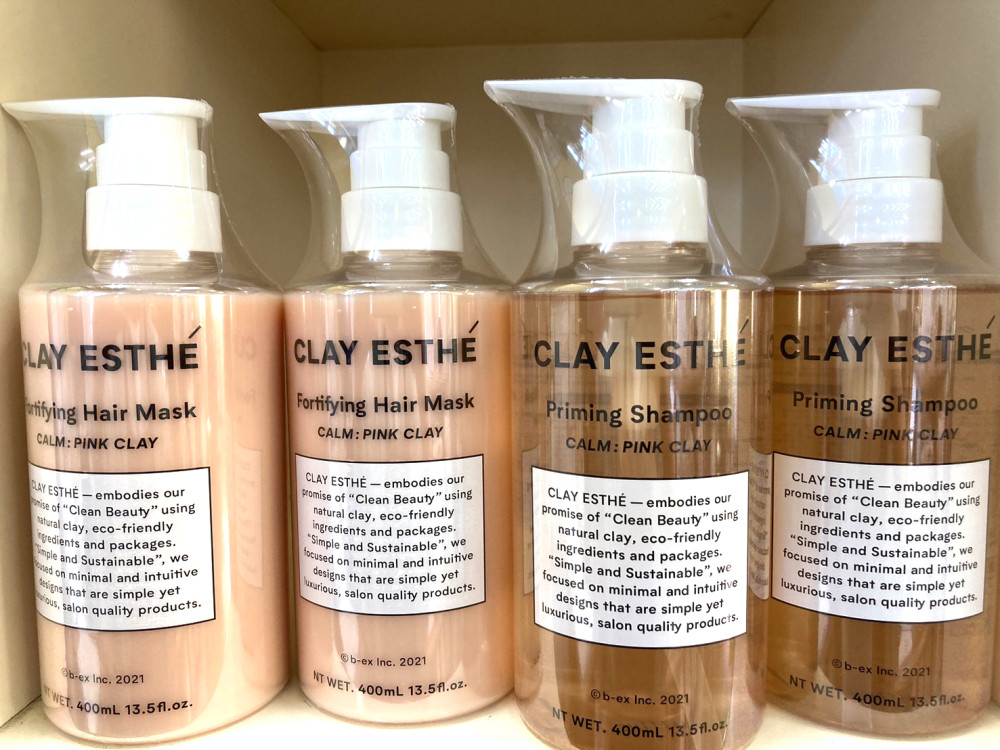 CLAY ESTHÉ
Fortifying Hair Mask
CALM: PINK CLAY
CLAY ESTHÉ — embodies our
promise of “Clean Beauty” using
natural clay, eco-friendly
ingredients and packages.
“Simple and Sustainable”, we
focused on minimal and intuitive
designs that are simple yet
luxurious, salon quality products.
©b-ex Inc. 2021
NT WET. 400mL 13.5fl.oz.
CLAY ESTHÉ
Fortifying Hair Mask
CALM: PINK CLAY
CLAY ESTHÉ — embodies our
promise of “Clean Beauty” using
natural clay, eco-friendly
ingredients and packages.
“Simple and Sustainable”, we
focused on minimal and intuitive
designs that are simple yet
luxurious, salon quality products.
©b-ex Inc. 2021
NT WET. 400mL 13.5fl.oz.
CLAY ESTHÉ
Priming Shampoo
CALM: PINK CLAY
CLAY ESTHÉ — embodies our
promise of “Clean Beauty” using
natural clay, eco-friendly
ingredients and packages.
“Simple and Sustainable”, we
focused on minimal and intuitive
designs that are simple yet
luxurious, salon quality products.
©b-ex Inc. 2021
NT WET. 400mL 13.5fl.oz.
CLAY ESTHÉ
Priming Shampoo
CALM: PINK CLAY
CLAY ESTHÉ — embodies our
promise of “Clean Beauty” using
natural clay, eco-friendly
ingredients and packages.
“Simple and Sustainable”, we
focused on minimal and intuitive
designs that are simple yet
luxurious, salon quality products.
©b-ex Inc. 2021
NT WET. 400mL 13.5fl.oz.